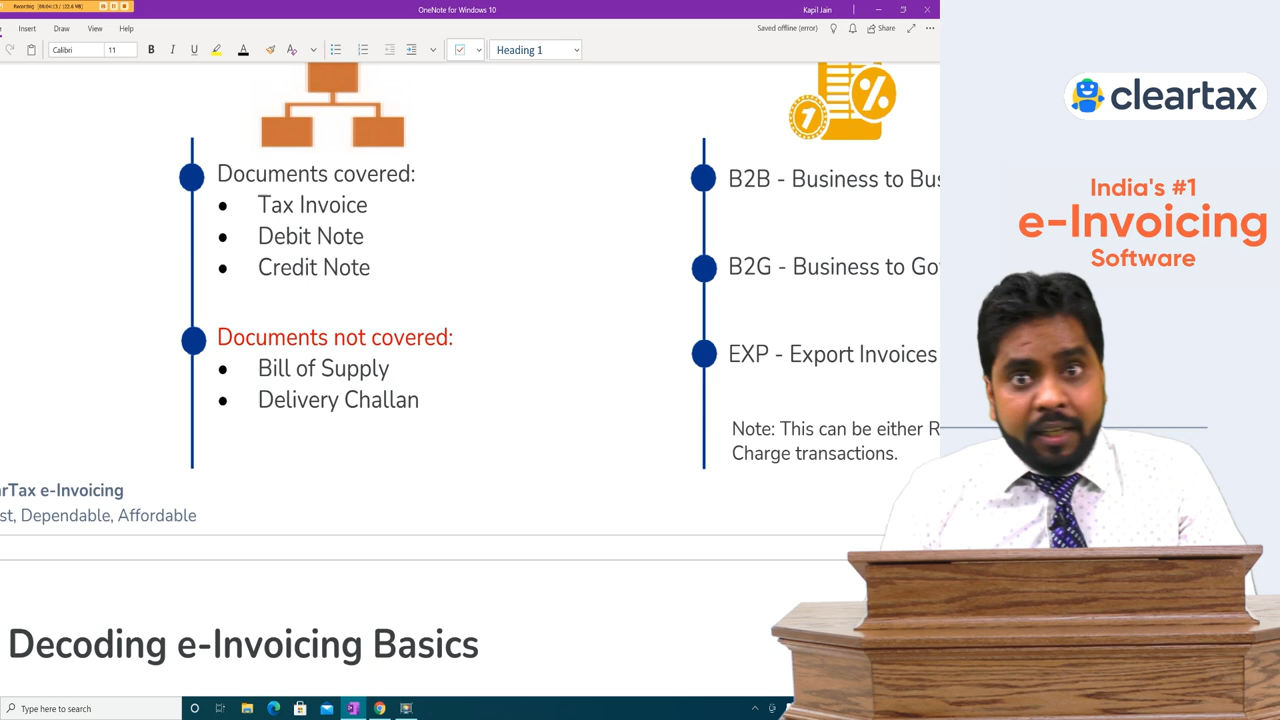 OneNote for Windows 10
Kapil Jain
Insert
Draw
View
Help
Saved offline (error)
Share
Calibri
11
B
I
U
A
Heading 1
cleartax
India's #1
e-Invoicing
Software
%
1
Documents covered:
• Tax Invoice
• Debit Note
• Credit Note
Documents not covered:
• Bill of Supply
• Delivery Challan
B2B - Business to Bus
B2G - Business to Go
EXP - Export Invoices
Note: This can be either R
Charge transactions.
arTax e-Invoicing
st, Dependable, Affordable
Decoding e-Invoicing Basics
Type here to search